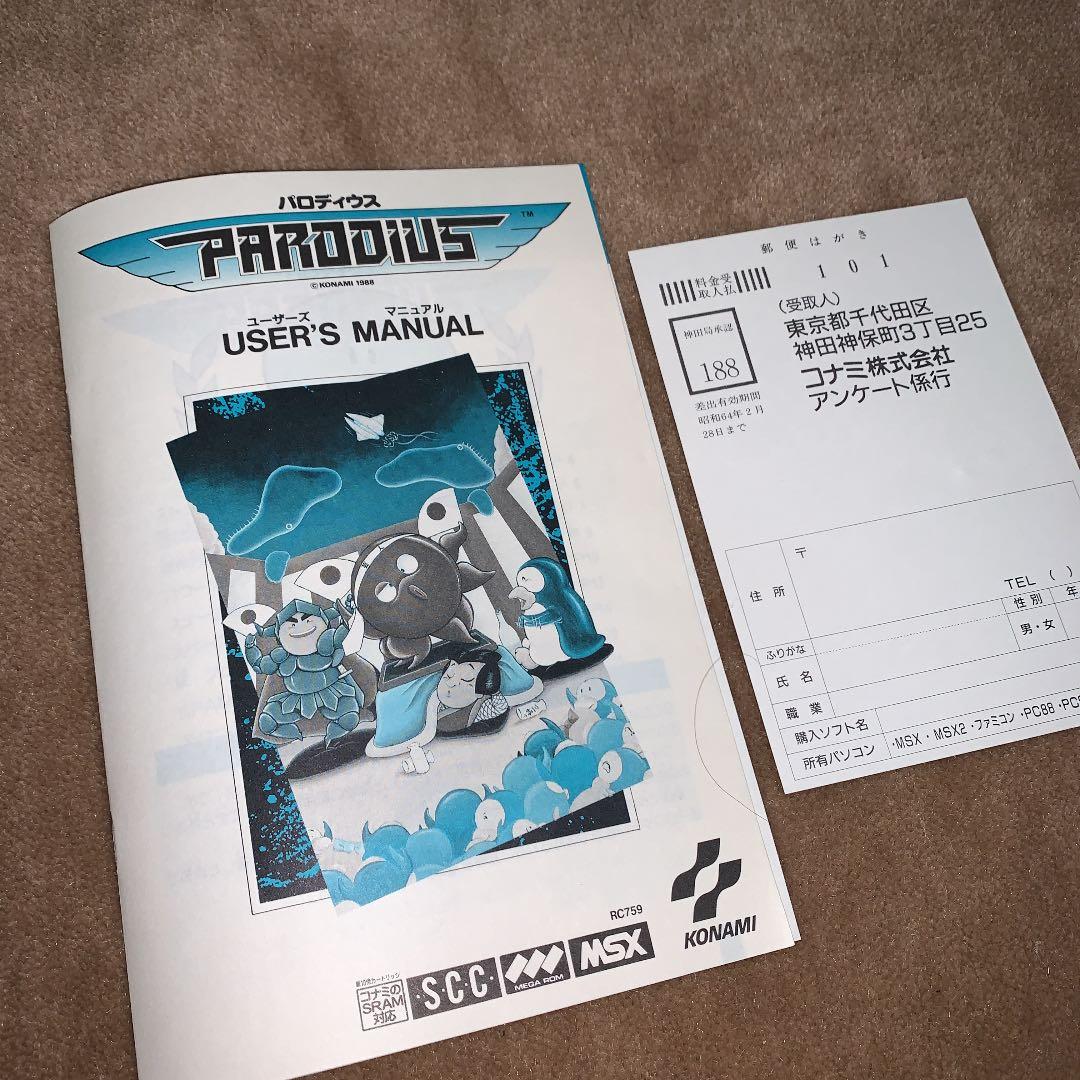 パロディウス
PARODIUS TM
© KONAMI 1988
ユーザーズ マニュアル
USER'S MANUAL
RC759
KONAMI
コナミの
SRAM
対応
·S·C·C·
MEGA ROM
MSX
郵便はがき
料金受
取人払
101
神田局承認
188
差出有効期間
昭和64年2月
28日まで
(受取人)
東京都千代田区
神田神保町3丁目25
コナミ株式会社
アンケート係行
住所
〒
TEL ( )
ふりがな
性別
年
氏名
男・女
職業
購入ソフト名
所有パソコン
・MSX・MSX2・ファミコン・PC88・PC